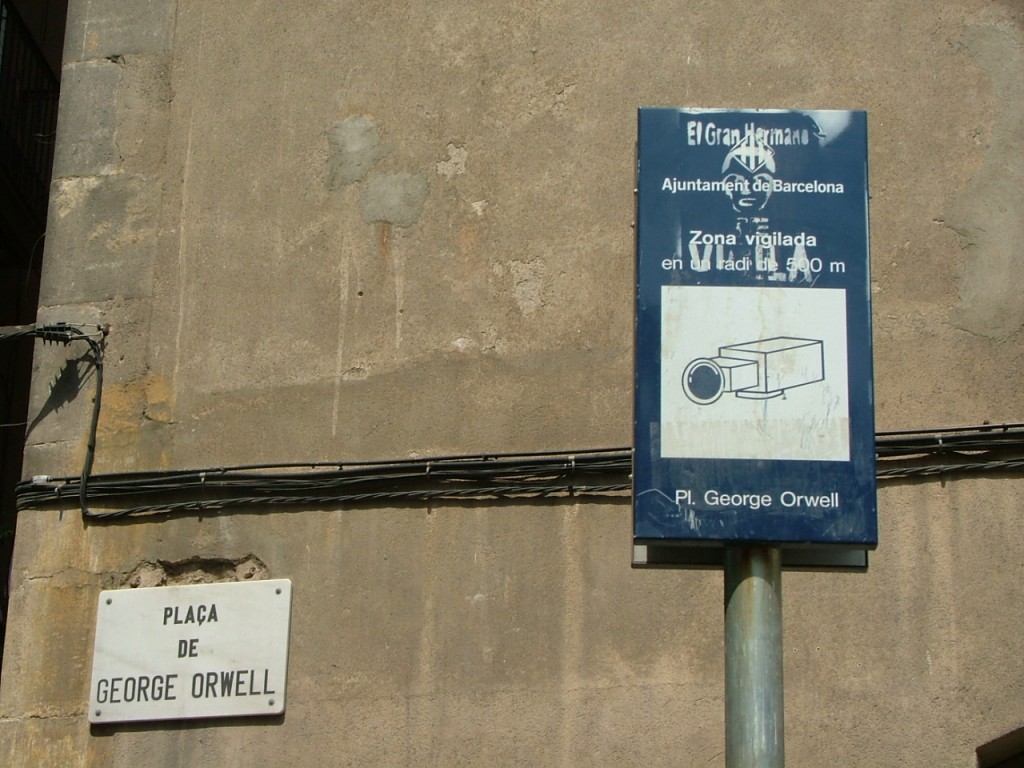 El Gran Hermano
Ajuntament de Barcelona
Zona vigilada
en un radi de 500 m
Pl. George Orwell
PLAÇA
DE
GEORGE ORWELL